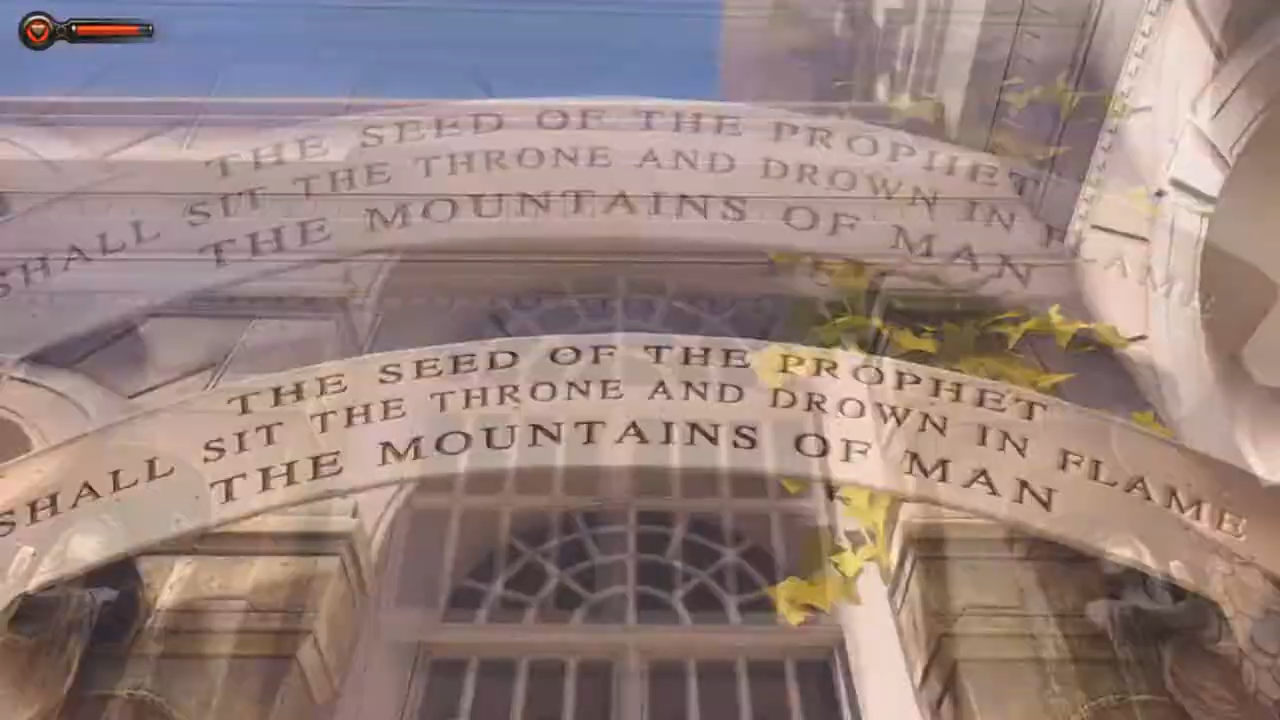 THE SEED OF THE PROPHET
SHALL SIT THE THRONE AND DROWN IN FLAME
THE MOUNTAINS OF MAN
THE SEED OF THE PROPHET
SHALL SIT THE THRONE AND DROWN IN FLAME
THE MOUNTAINS OF MAN